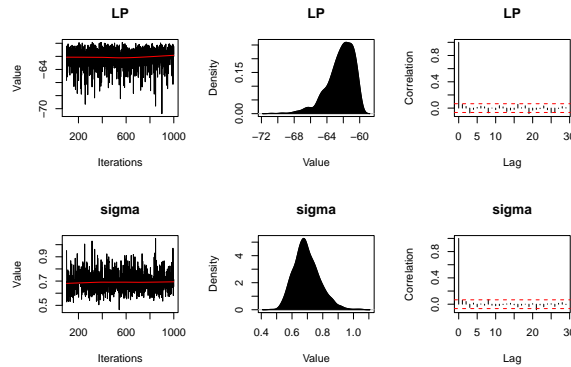 LP
Value
−70
−64
200
600
1000
Iterations
LP
Density
0.00
0.15
−72
−68
−64
−60
Value
LP
Correlation
0.0
0.4
0.8
0
5
10
20
30
Lag
sigma
Value
0.5
0.7
0.9
200
600
1000
Iterations
sigma
Density
0
2
4
0.4
0.6
0.8
1.0
Value
sigma
Correlation
0.0
0.4
0.8
0
5
10
20
30
Lag